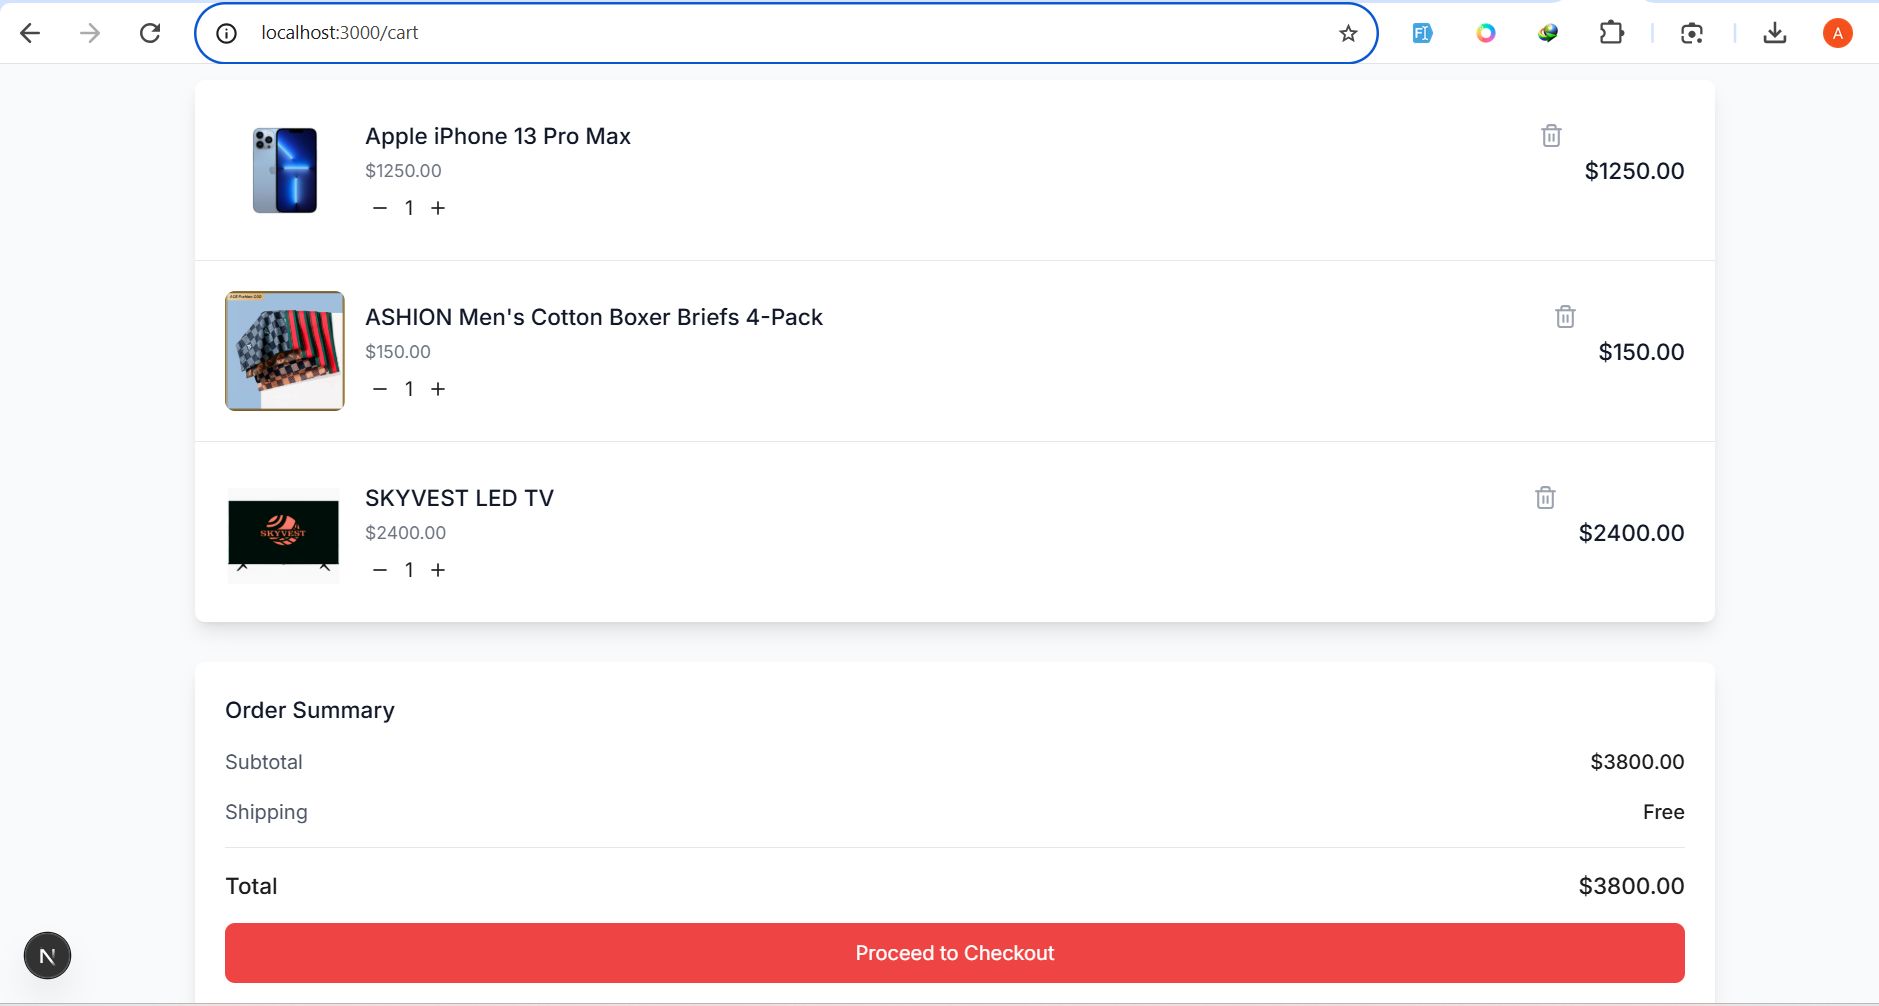 localhost:3000/cart
A
Apple iPhone 13 Pro Max
$1250.00
− 1 +
$1250.00
ASHION Men's Cotton Boxer Briefs 4-Pack
$150.00
− 1 +
$150.00
SKYVEST
SKYVEST LED TV
$2400.00
− 1 +
$2400.00
Order Summary
Subtotal $3800.00
Shipping Free
Total $3800.00
N
Proceed to Checkout